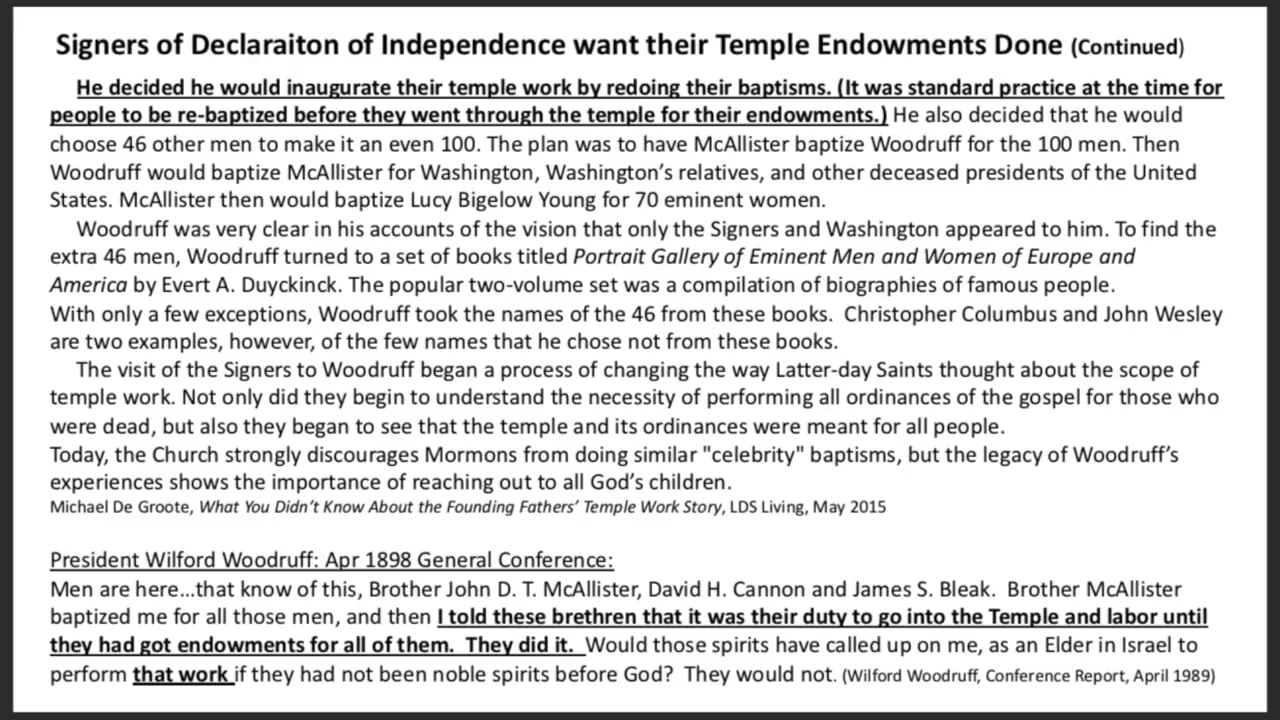 Signers of Declaraiton of Independence want their Temple Endowments Done (Continued)
He decided he would inaugurate their temple work by redoing their baptisms. (It was standard practice at the time for
people to be re-baptized before they went through the temple for their endowments.) He also decided that he would
choose 46 other men to make it an even 100. The plan was to have McAllister baptize Woodruff for the 100 men. Then
Woodruff would baptize McAllister for Washington, Washington's relatives, and other deceased presidents of the United
States. McAllister then would baptize Lucy Bigelow Young for 70 eminent women.
Woodruff was very clear in his accounts of the vision that only the Signers and Washington appeared to him. To find the
extra 46 men, Woodruff turned to a set of books titled Portrait Gallery of Eminent Men and Women of Europe and
America by Evert A. Duyckinck. The popular two-volume set was a compilation of biographies of famous people.
With only a few exceptions, Woodruff took the names of the 46 from these books. Christopher Columbus and John Wesley
are two examples, however, of the few names that he chose not from these books.
The visit of the Signers to Woodruff began a process of changing the way Latter-day Saints thought about the scope of
temple work. Not only did they begin to understand the necessity of performing all ordinances of the gospel for those who
were dead, but also they began to see that the temple and its ordinances were meant for all people.
Today, the Church strongly discourages Mormons from doing similar "celebrity" baptisms, but the legacy of Woodruff's
experiences shows the importance of reaching out to all God's children.
Michael De Groote, What You Didn't Know About the Founding Fathers' Temple Work Story, LDS Living, May 2015
President Wilford Woodruff: Apr 1898 General Conference:
Men are here...that know of this, Brother John D. T. McAllister, David H. Cannon and James S. Bleak. Brother McAllister
baptized me for all those men, and then I told these brethren that it was their duty to go into the Temple and labor until
they had got endowments for all of them. They did it. Would those spirits have called up on me, as an Elder in Israel to
perform that work if they had not been noble spirits before God? They would not. (Wilford Woodruff, Conference Report, April 1989)